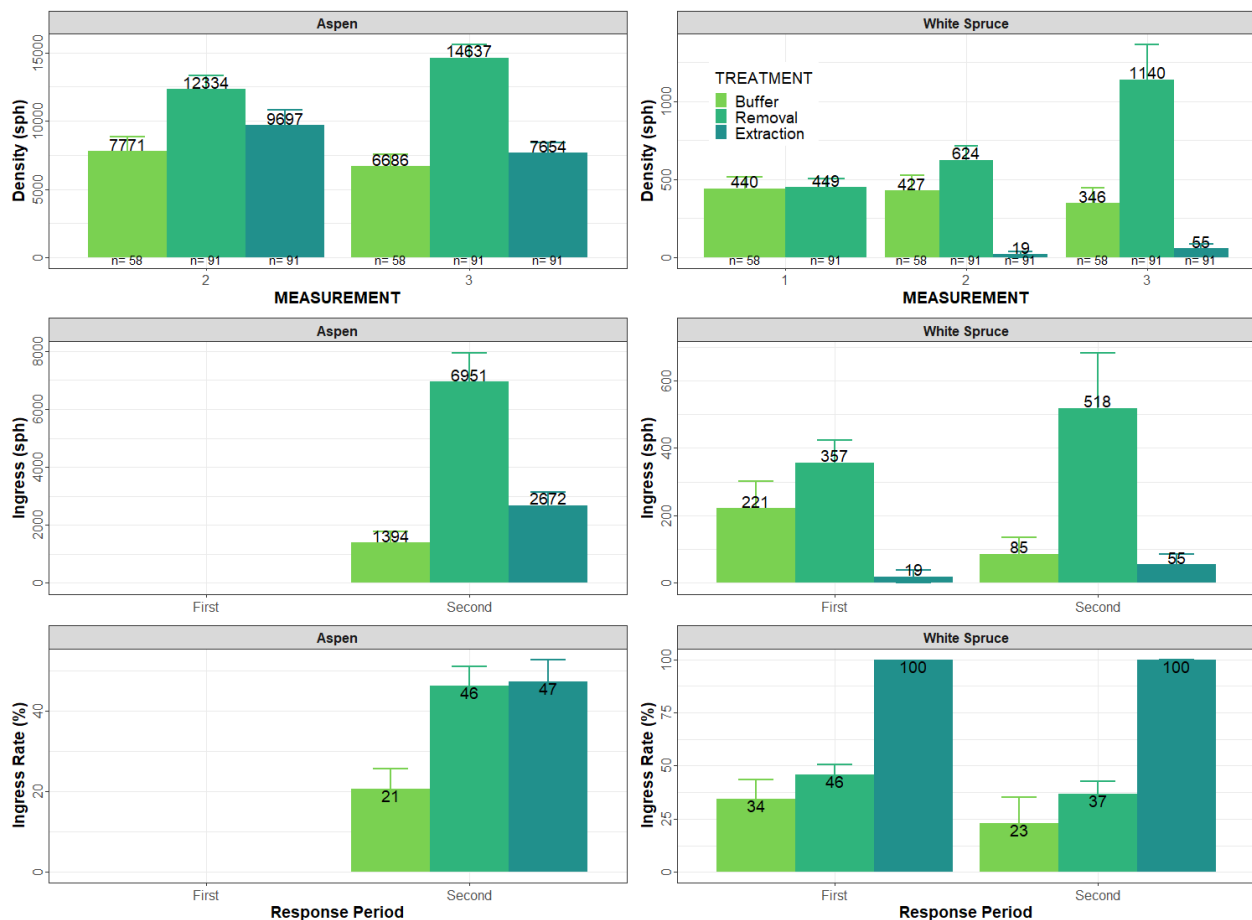 Aspen
Density (sph)
15000
10000
5000
0
7771
12334
9697
6686
14637
7654
n= 58
n= 91
n= 91
n= 58
n= 91
n= 91
2
3
MEASUREMENT
White Spruce
Density (sph)
1000
500
0
TREATMENT
Buffer
Removal
Extraction
440
449
427
624
19
346
1140
55
n= 58
n= 91
n= 58
n= 91
n= 91
n= 58
n= 91
n= 91
1
2
3
MEASUREMENT
Aspen
Ingress (sph)
8000
6000
4000
2000
0
1394
6951
2672
First
Second
White Spruce
Ingress (sph)
600
400
200
0
221
357
19
85
518
55
First
Second
Aspen
Ingress Rate (%)
40
20
0
21
46
47
First
Second
Response Period
White Spruce
Ingress Rate (%)
100
75
50
25
0
34
46
100
23
37
100
First
Second
Response Period